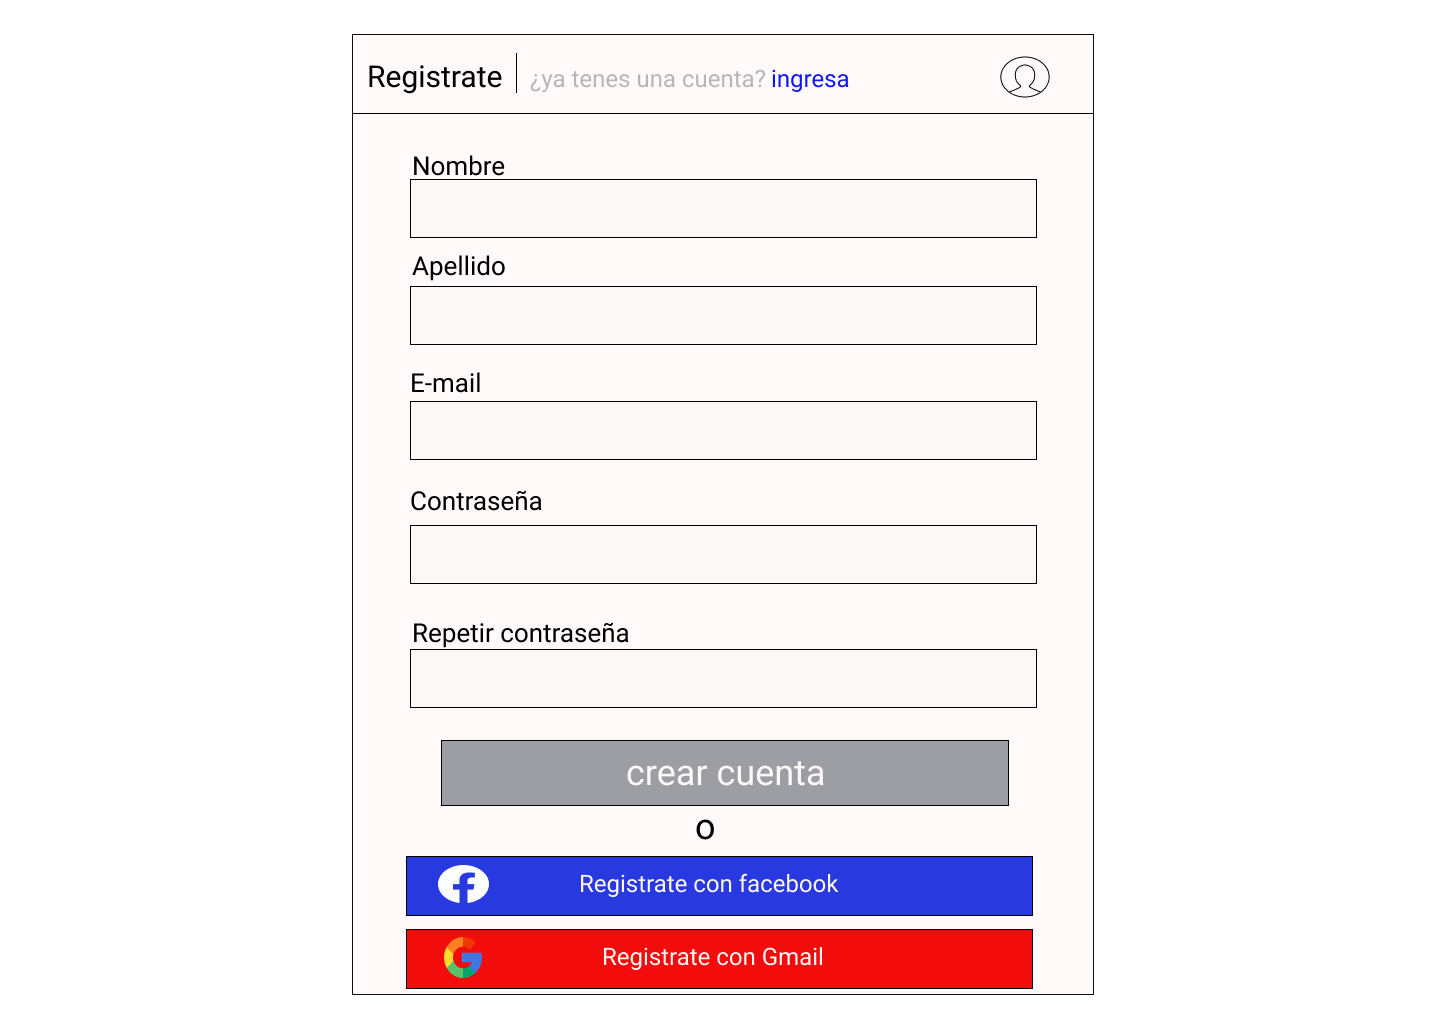 Registrate ¿ya tenes una cuenta? ingresa
Nombre
Apellido
E-mail
Contraseña
Repetir contraseña
crear cuenta
o
Registrate con facebook
Registrate con Gmail